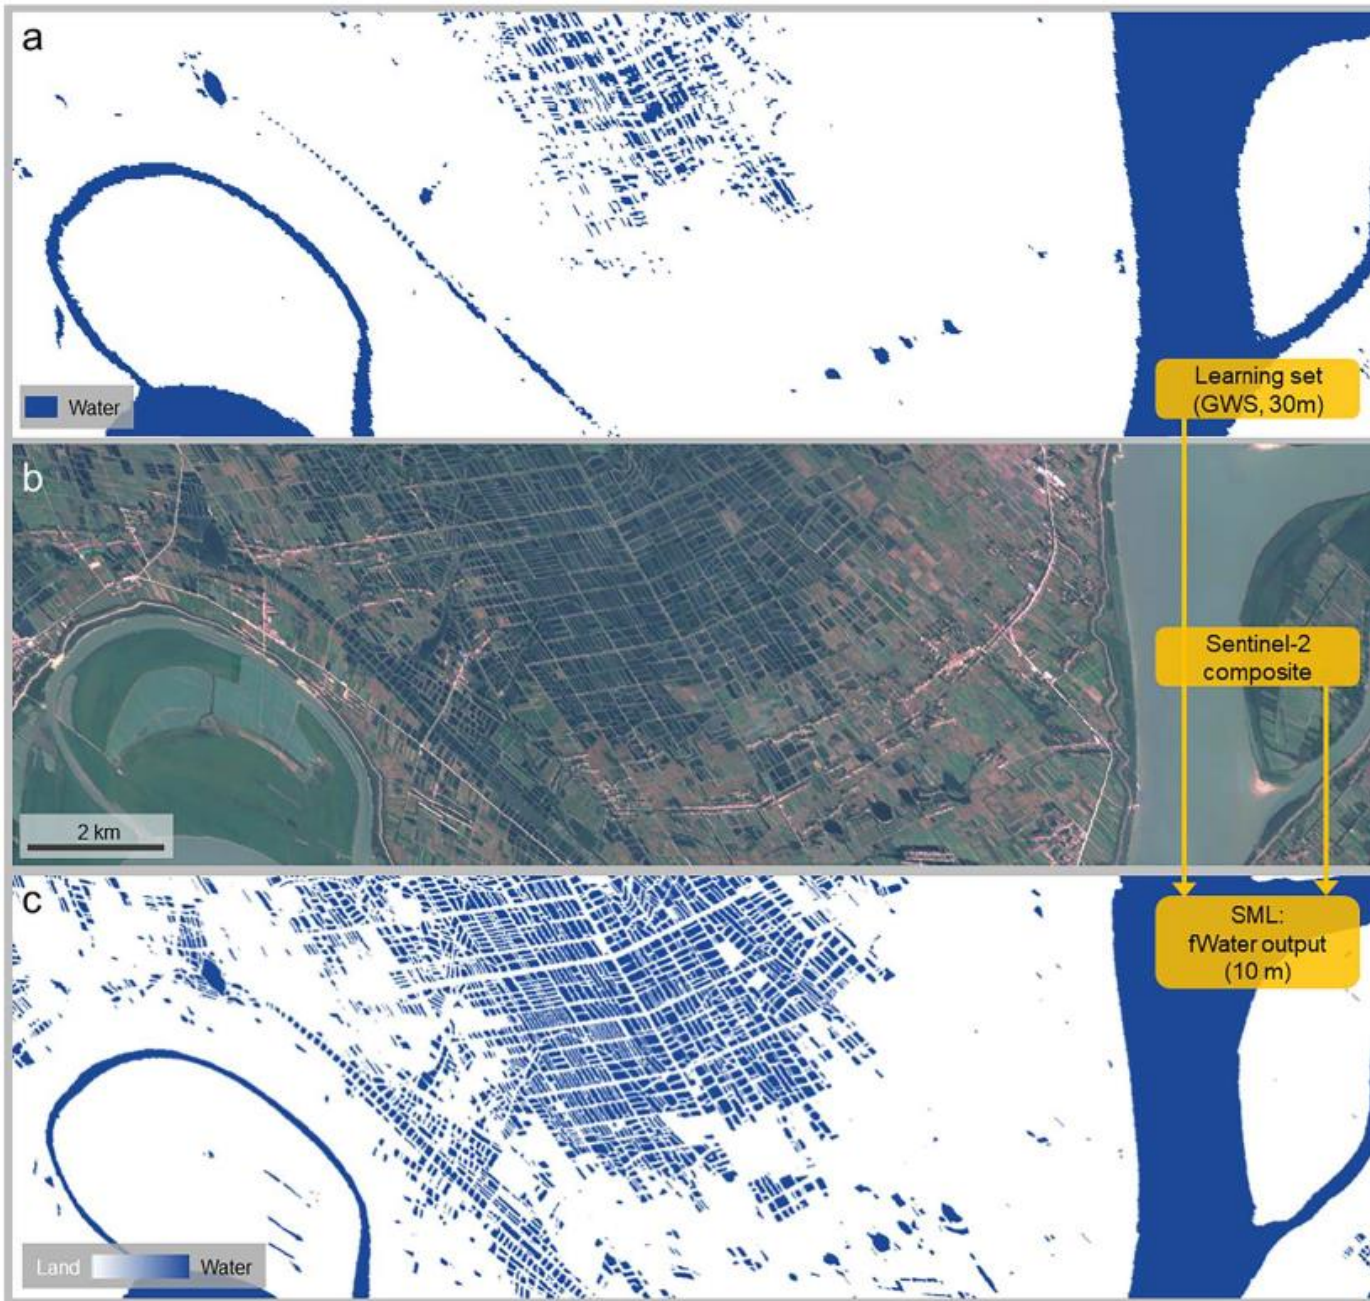 a
Water
Learning set
(GWS, 30m)
b
Sentinel-2
composite
2 km
c
SML:
fWater output
(10 m)
Land
Water